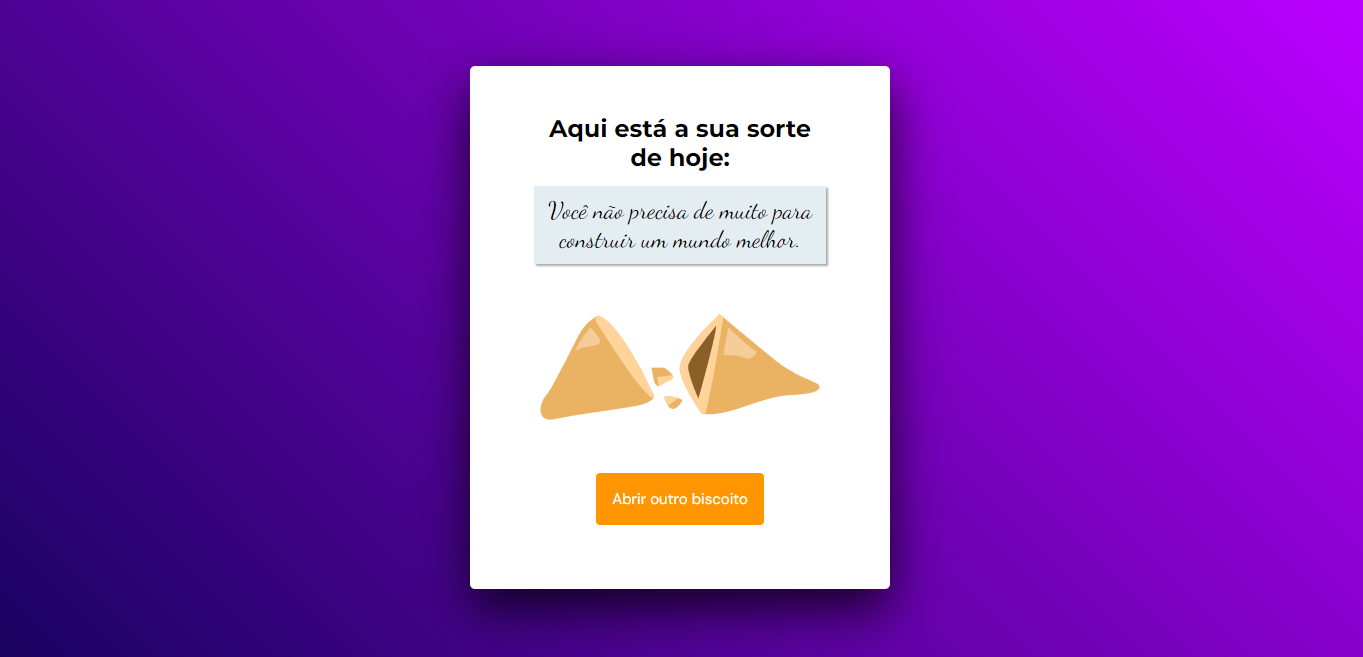 Aqui está a sua sorte
de hoje:
Você não precisa de muito para
construir um mundo melhor.
Abrir outro biscoito